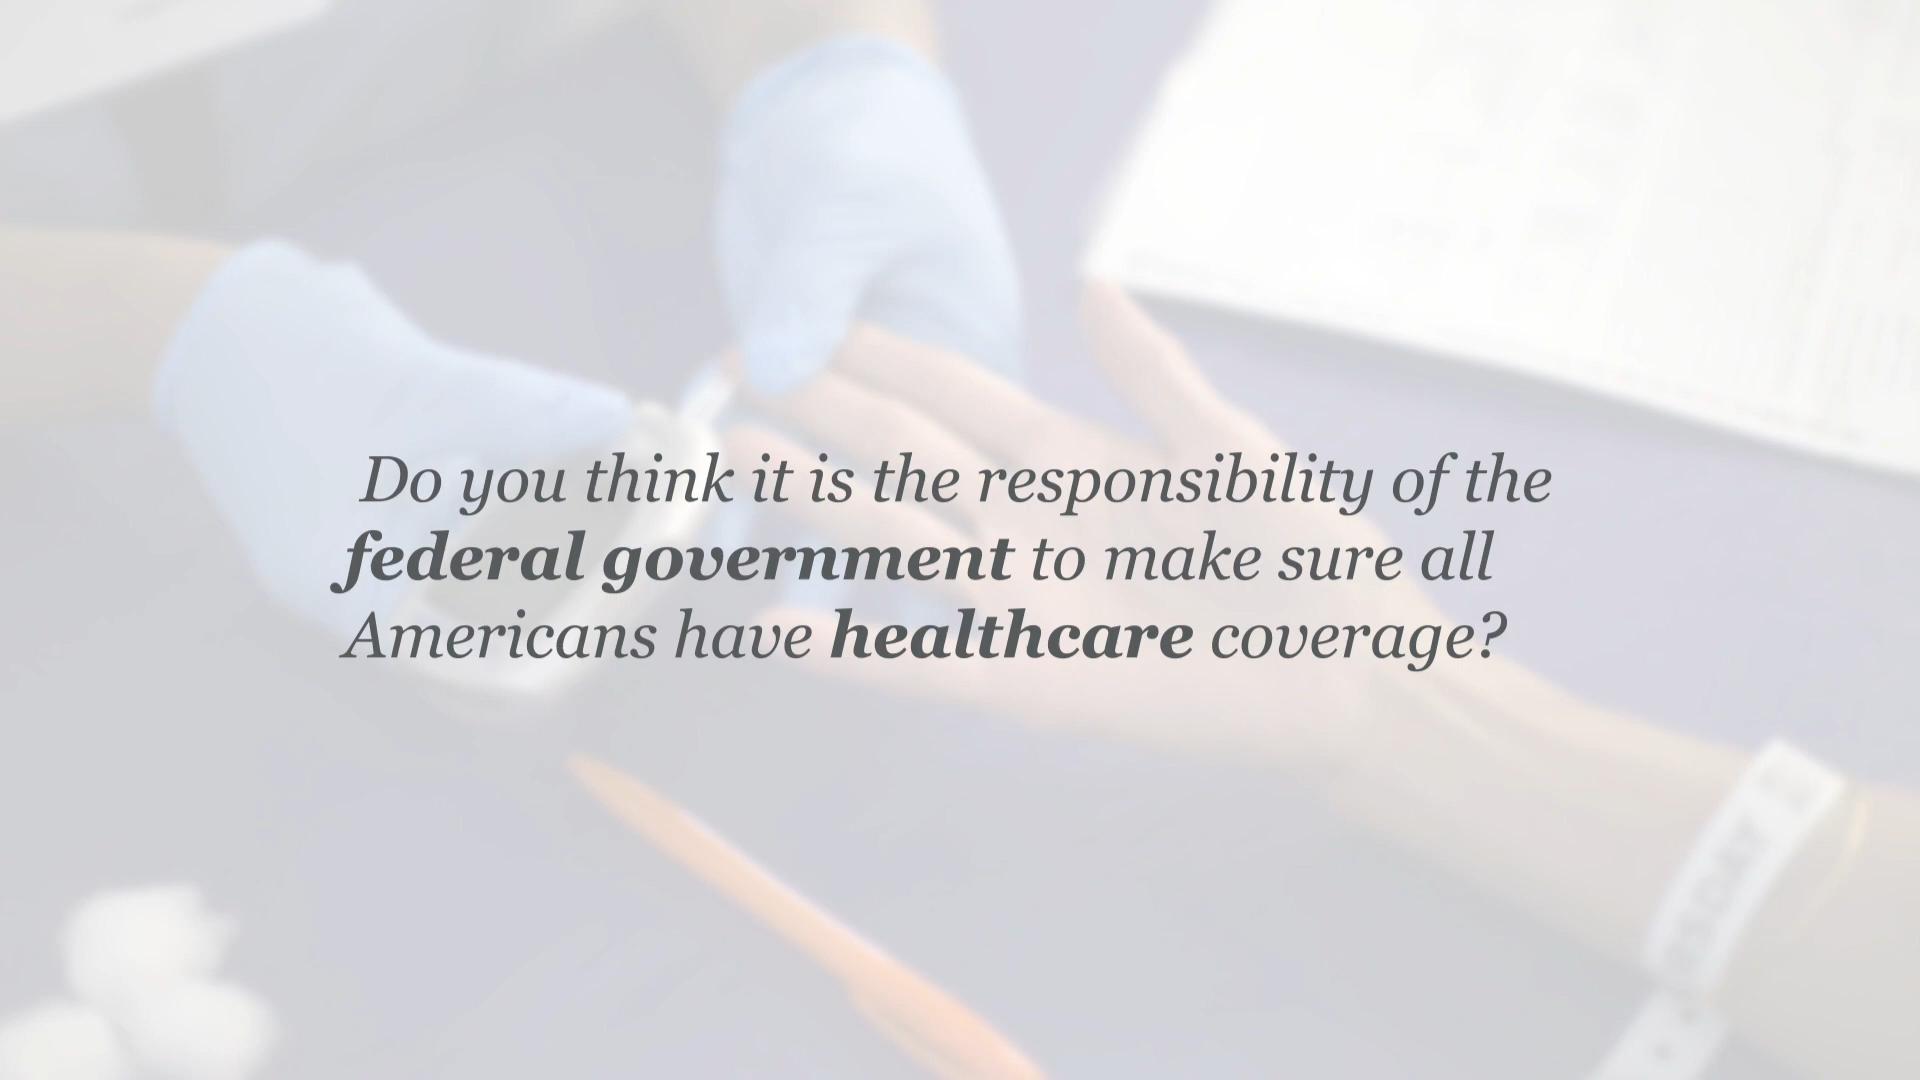 Do you think it is the responsibility of the
federal government to make sure all
Americans have healthcare coverage?